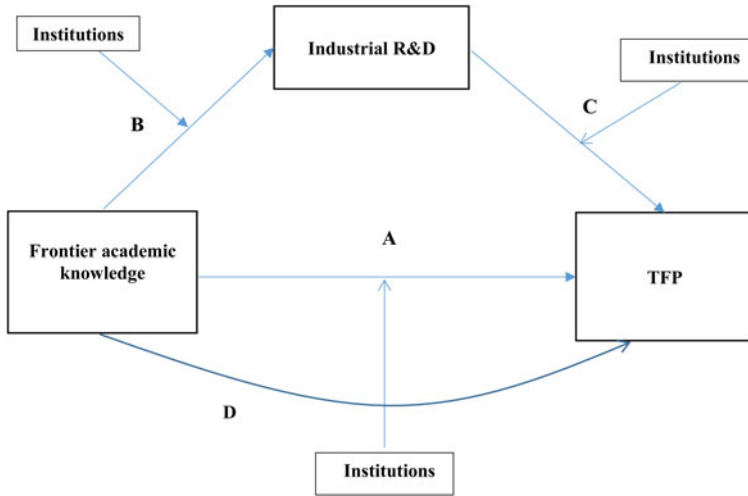 Institutions
Industrial R&D
Institutions
B
C
Frontier academic
knowledge
A
TFP
D
Institutions